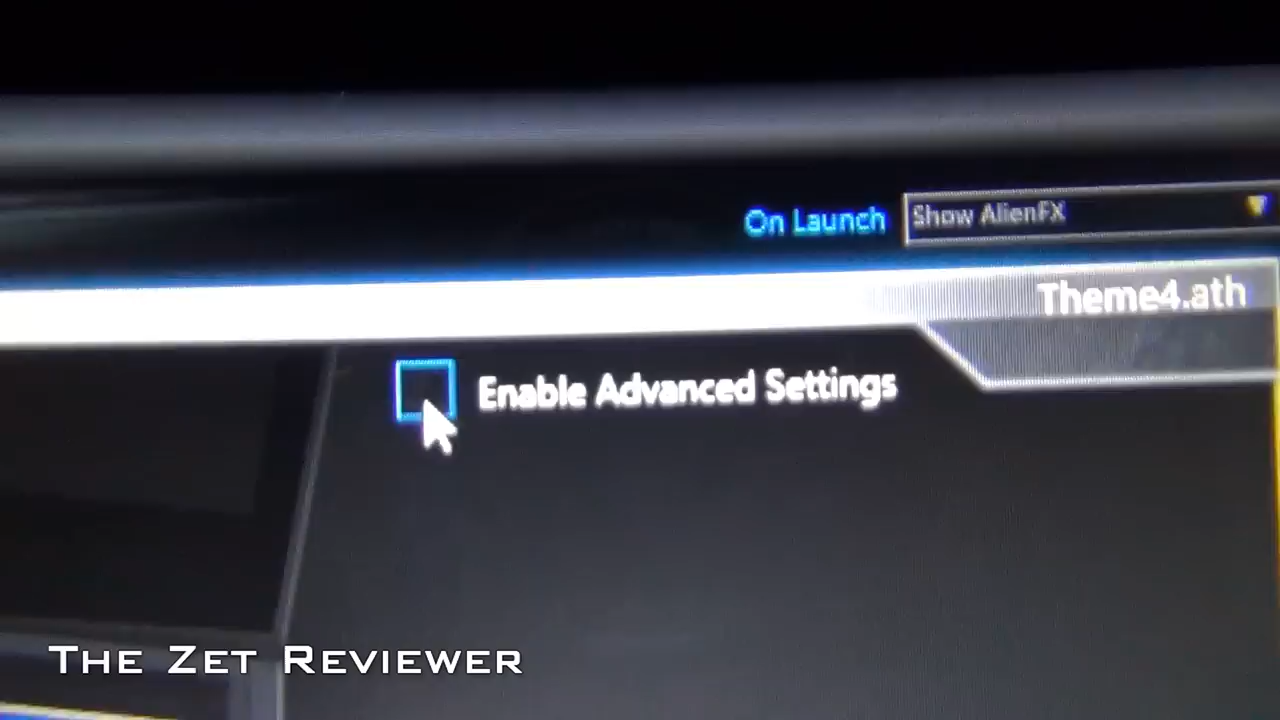 On Launch Show AlienFX
Theme4.ath
Enable Advanced Settings
The Zet Reviewer